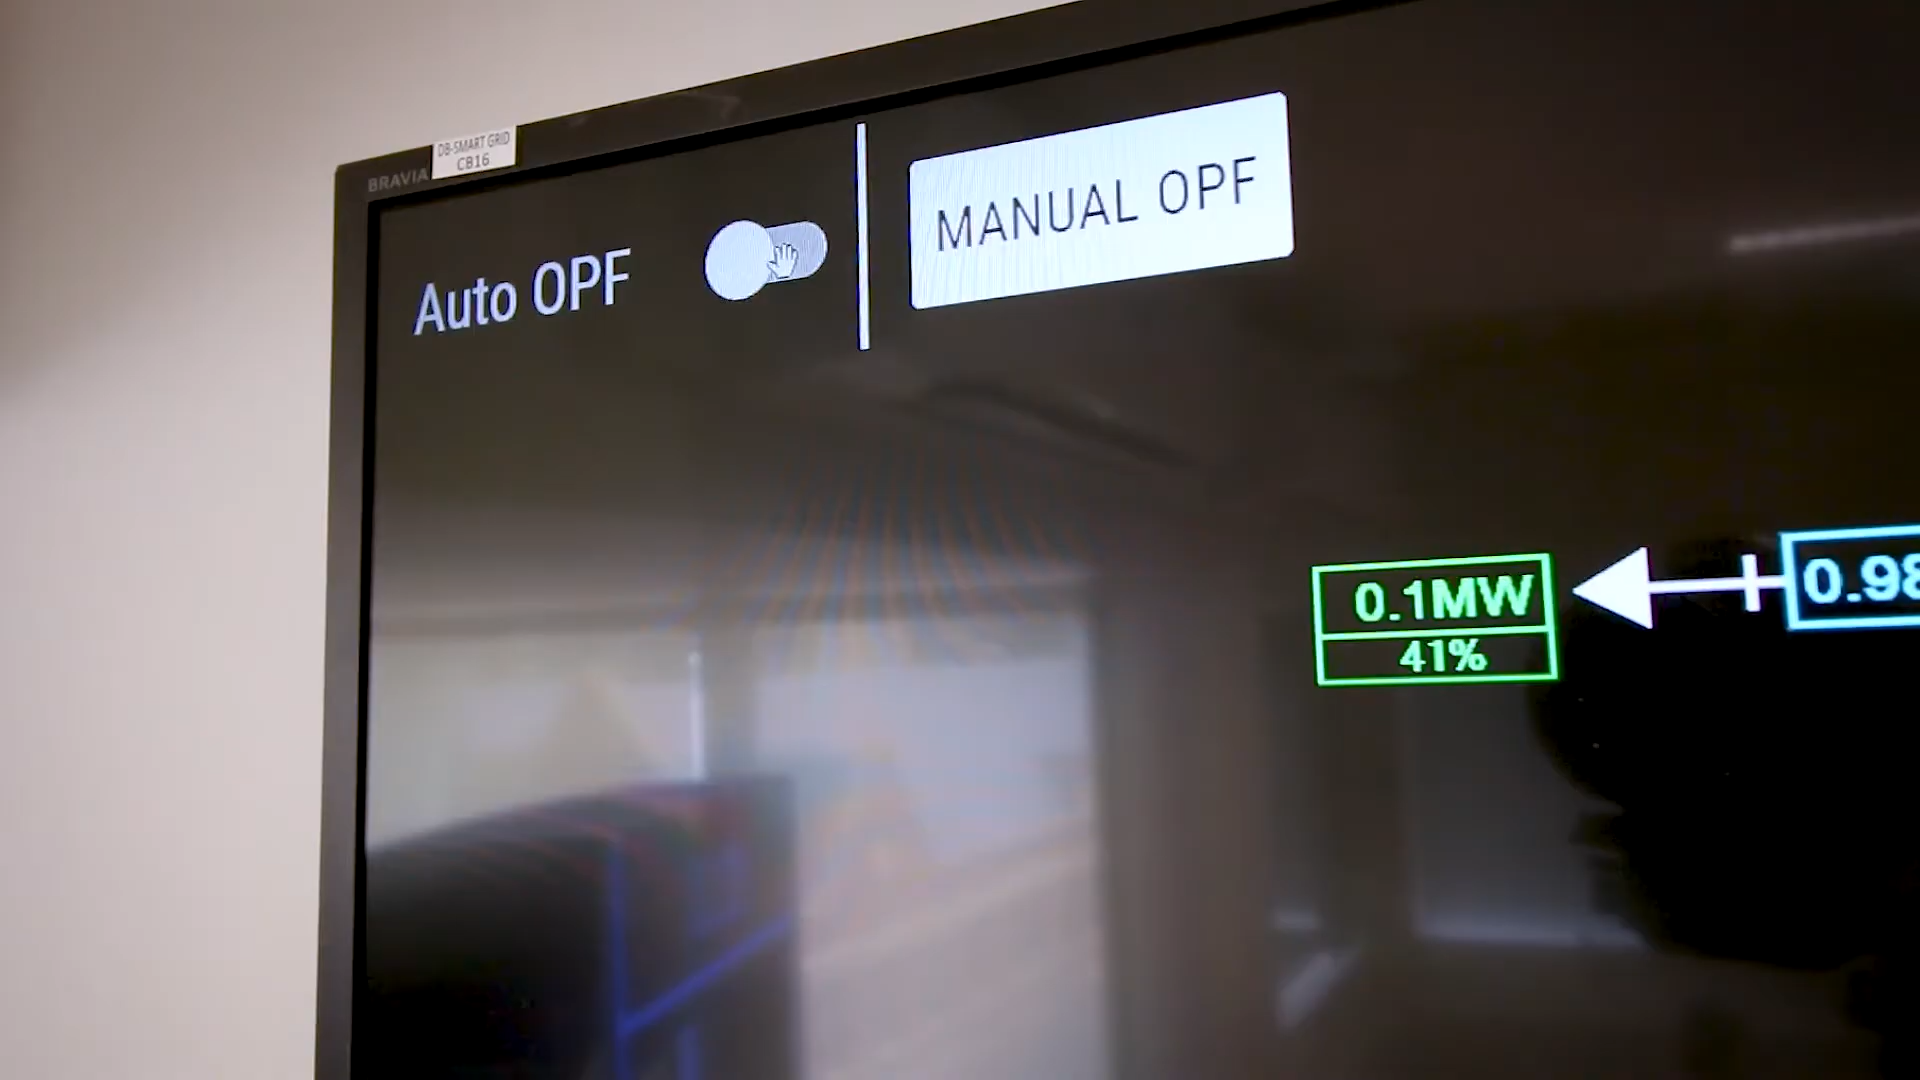 DB-SMART GRID
CB16
BRAVIA
Auto OPF
MANUAL OPF
0.1MW
41%
0.98